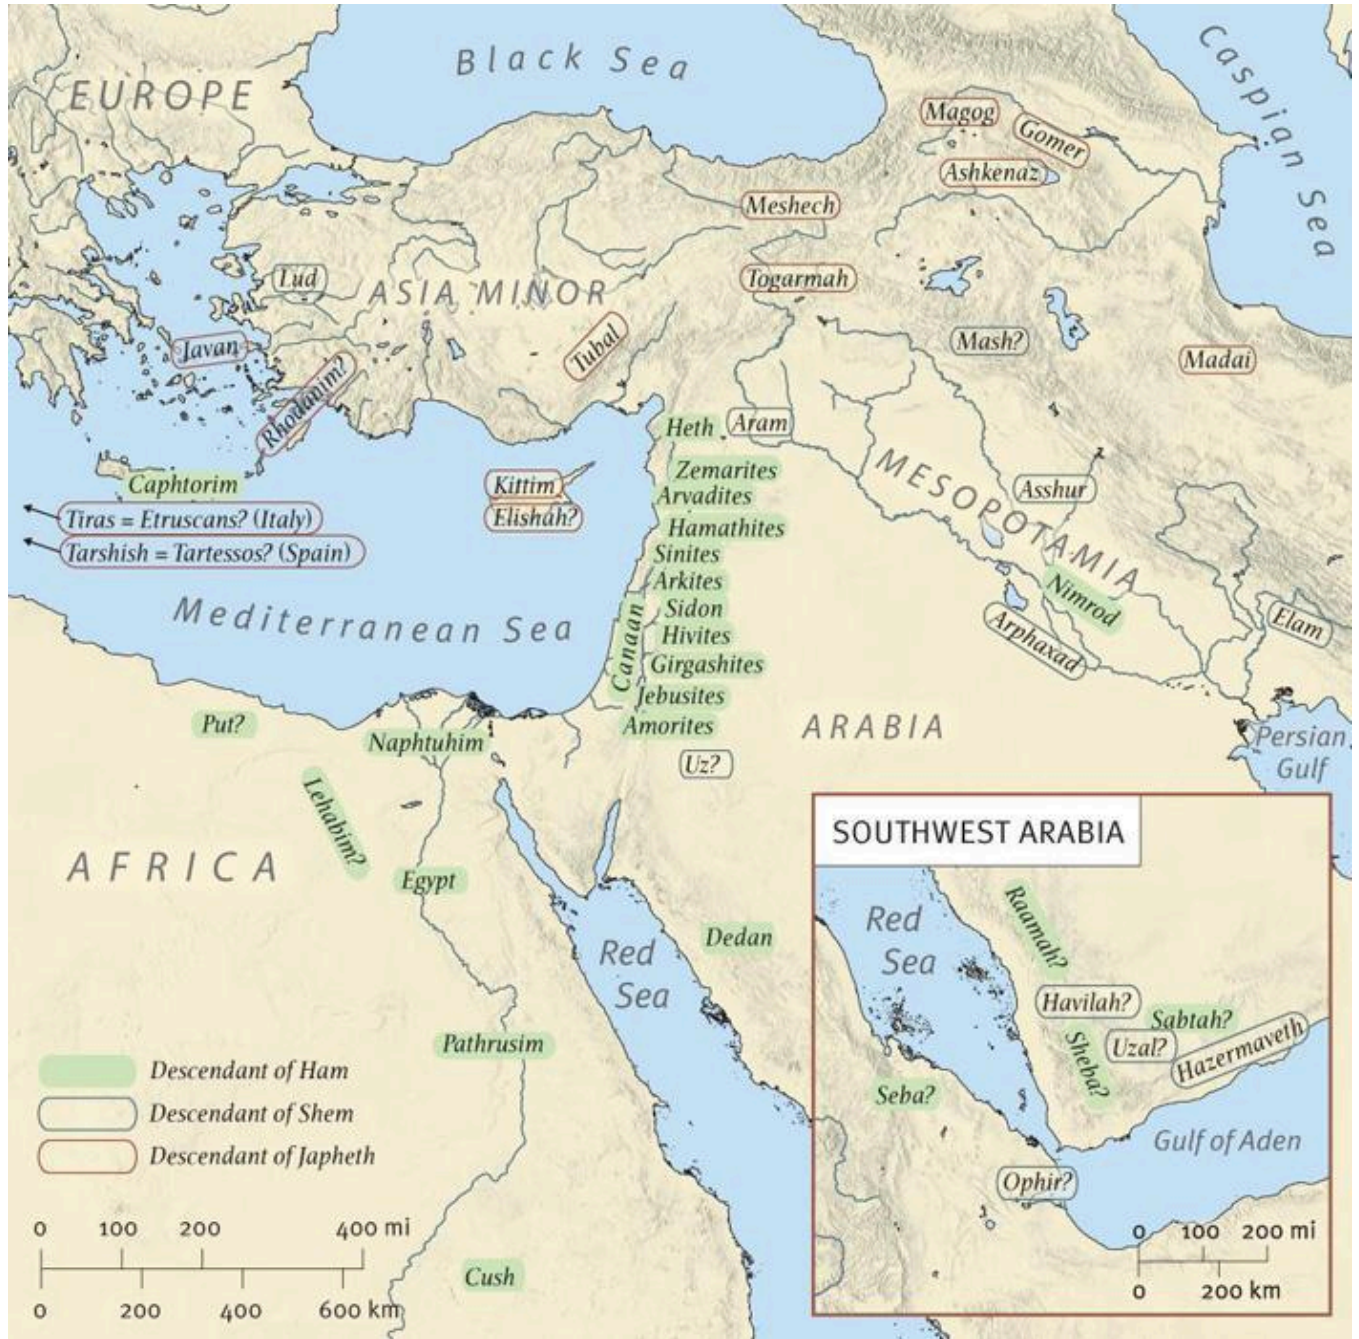 Black Sea
EUROPE
Caspian Sea
Magog
Gomer
Ashkenaz
Meshech
Lud
ASIA MINOR
Togarmah
Javan
Tubal
Mash?
Madai
Rhodanim?
Heth
Aram
Caphtorim
Kittim
Zemarites
MESOPOTAMIA
Asshur
Tiras = Etruscans? (Italy)
Elishah?
Arvadites
Tarshish = Tartessos? (Spain)
Hamathites
Sinites
Arkites
Nimrod
Mediterranean Sea
Canaan
Sidon
Hivites
Arphaxad
Elam
Girgashites
Jebusites
Put?
Naphtuhim
Amorites
ARABIA
Persian
Gulf
Uz?
Lehabim?
AFRICA
Egypt
Dedan
Red
Sea
Pathrusim
Cush
SOUTHWEST ARABIA
Red
Sea
Raamah?
Havilah?
Sabtah?
Uzal?
Hazermaveth
Sheba?
Seba?
Gulf of Aden
Ophir?
0 100 200 mi
0 200 km
Descendant of Ham
Descendant of Shem
Descendant of Japheth
0 100 200 400 mi
0 200 400 600 km